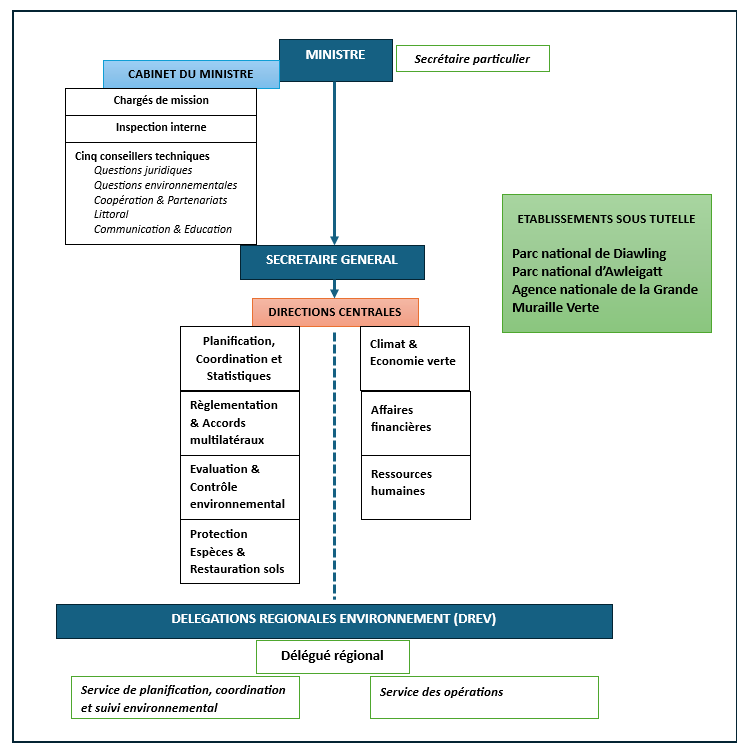 MINISTRE
Secrétaire particulier
CABINET DU MINISTRE
Chargés de mission
Inspection interne
Cinq conseillers techniques
Questions juridiques
Questions environnementales
Coopération & Partenariats
Littoral
Communication & Education
ETABLISSEMENTS SOUS TUTELLE
Parc national de Diawling
Parc national d’Awleigatt
Agence nationale de la Grande
Muraille Verte
SECRETAIRE GENERAL
DIRECTIONS CENTRALES
Planification,
Coordination et
Statistiques
Climat &
Economie verte
Règlementation
& Accords
multilatéraux
Affaires
financières
Evaluation &
Contrôle
environnemental
Ressources
humaines
Protection
Espèces &
Restauration sols
DELEGATIONS REGIONALES ENVIRONNEMENT (DREV)
Délégué régional
Service de planification, coordination
et suivi environnemental
Service des opérations